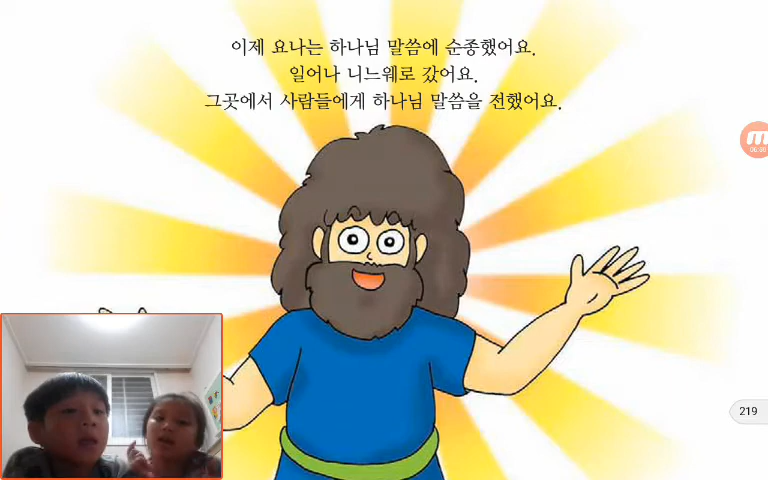 이제 요나는 하나님 말씀에 순종했어요.
일어나 니느웨로 갔어요.
그곳에서 사람들에게 하나님 말씀을 전했어요.
219